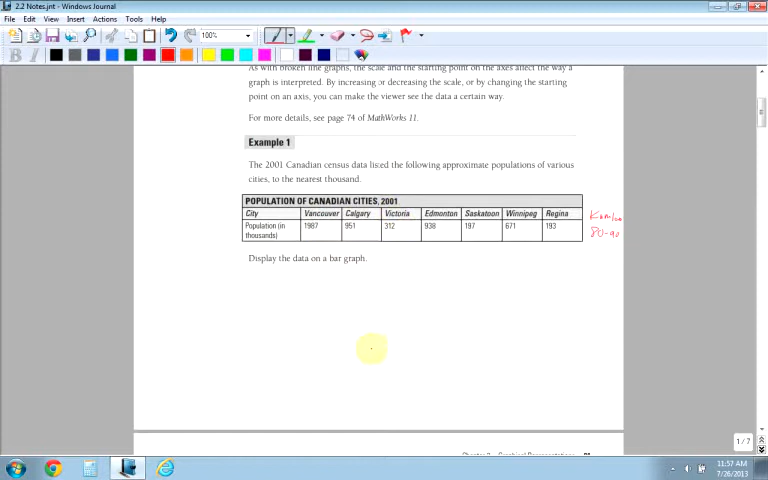 2.2 Notes.jnt - Windows Journal
File Edit View Insert Actions Tools Help
100%
B I
As with broken line graphs, the scale and the starting point on the axes affect the way a
graph is interpreted. By increasing or decreasing the scale, or by changing the starting
point on an axis, you can make the viewer see the data a certain way.
For more details, see page 74 of MathWorks 11.
Example 1
The 2001 Canadian census data listed the following approximate populations of various
cities, to the nearest thousand.
POPULATION OF CANADIAN CITIES, 2001
City Vancouver Calgary Victoria Edmonton Saskatoon Winnipeg Regina
Population (in thousands) 1987 951 312 938 197 671 193
Kamloo
80-90
Display the data on a bar graph.
1 / 7
11:57 AM
7/26/2013